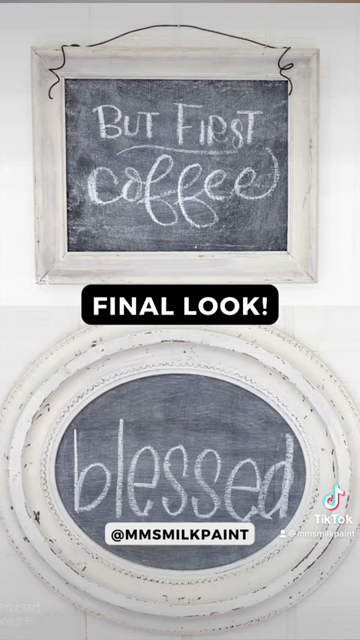 BUT FIRST
coffee
FINAL LOOK!
blessed
@MMSMILKPAINT
TikTok
@mmsmilkpaint